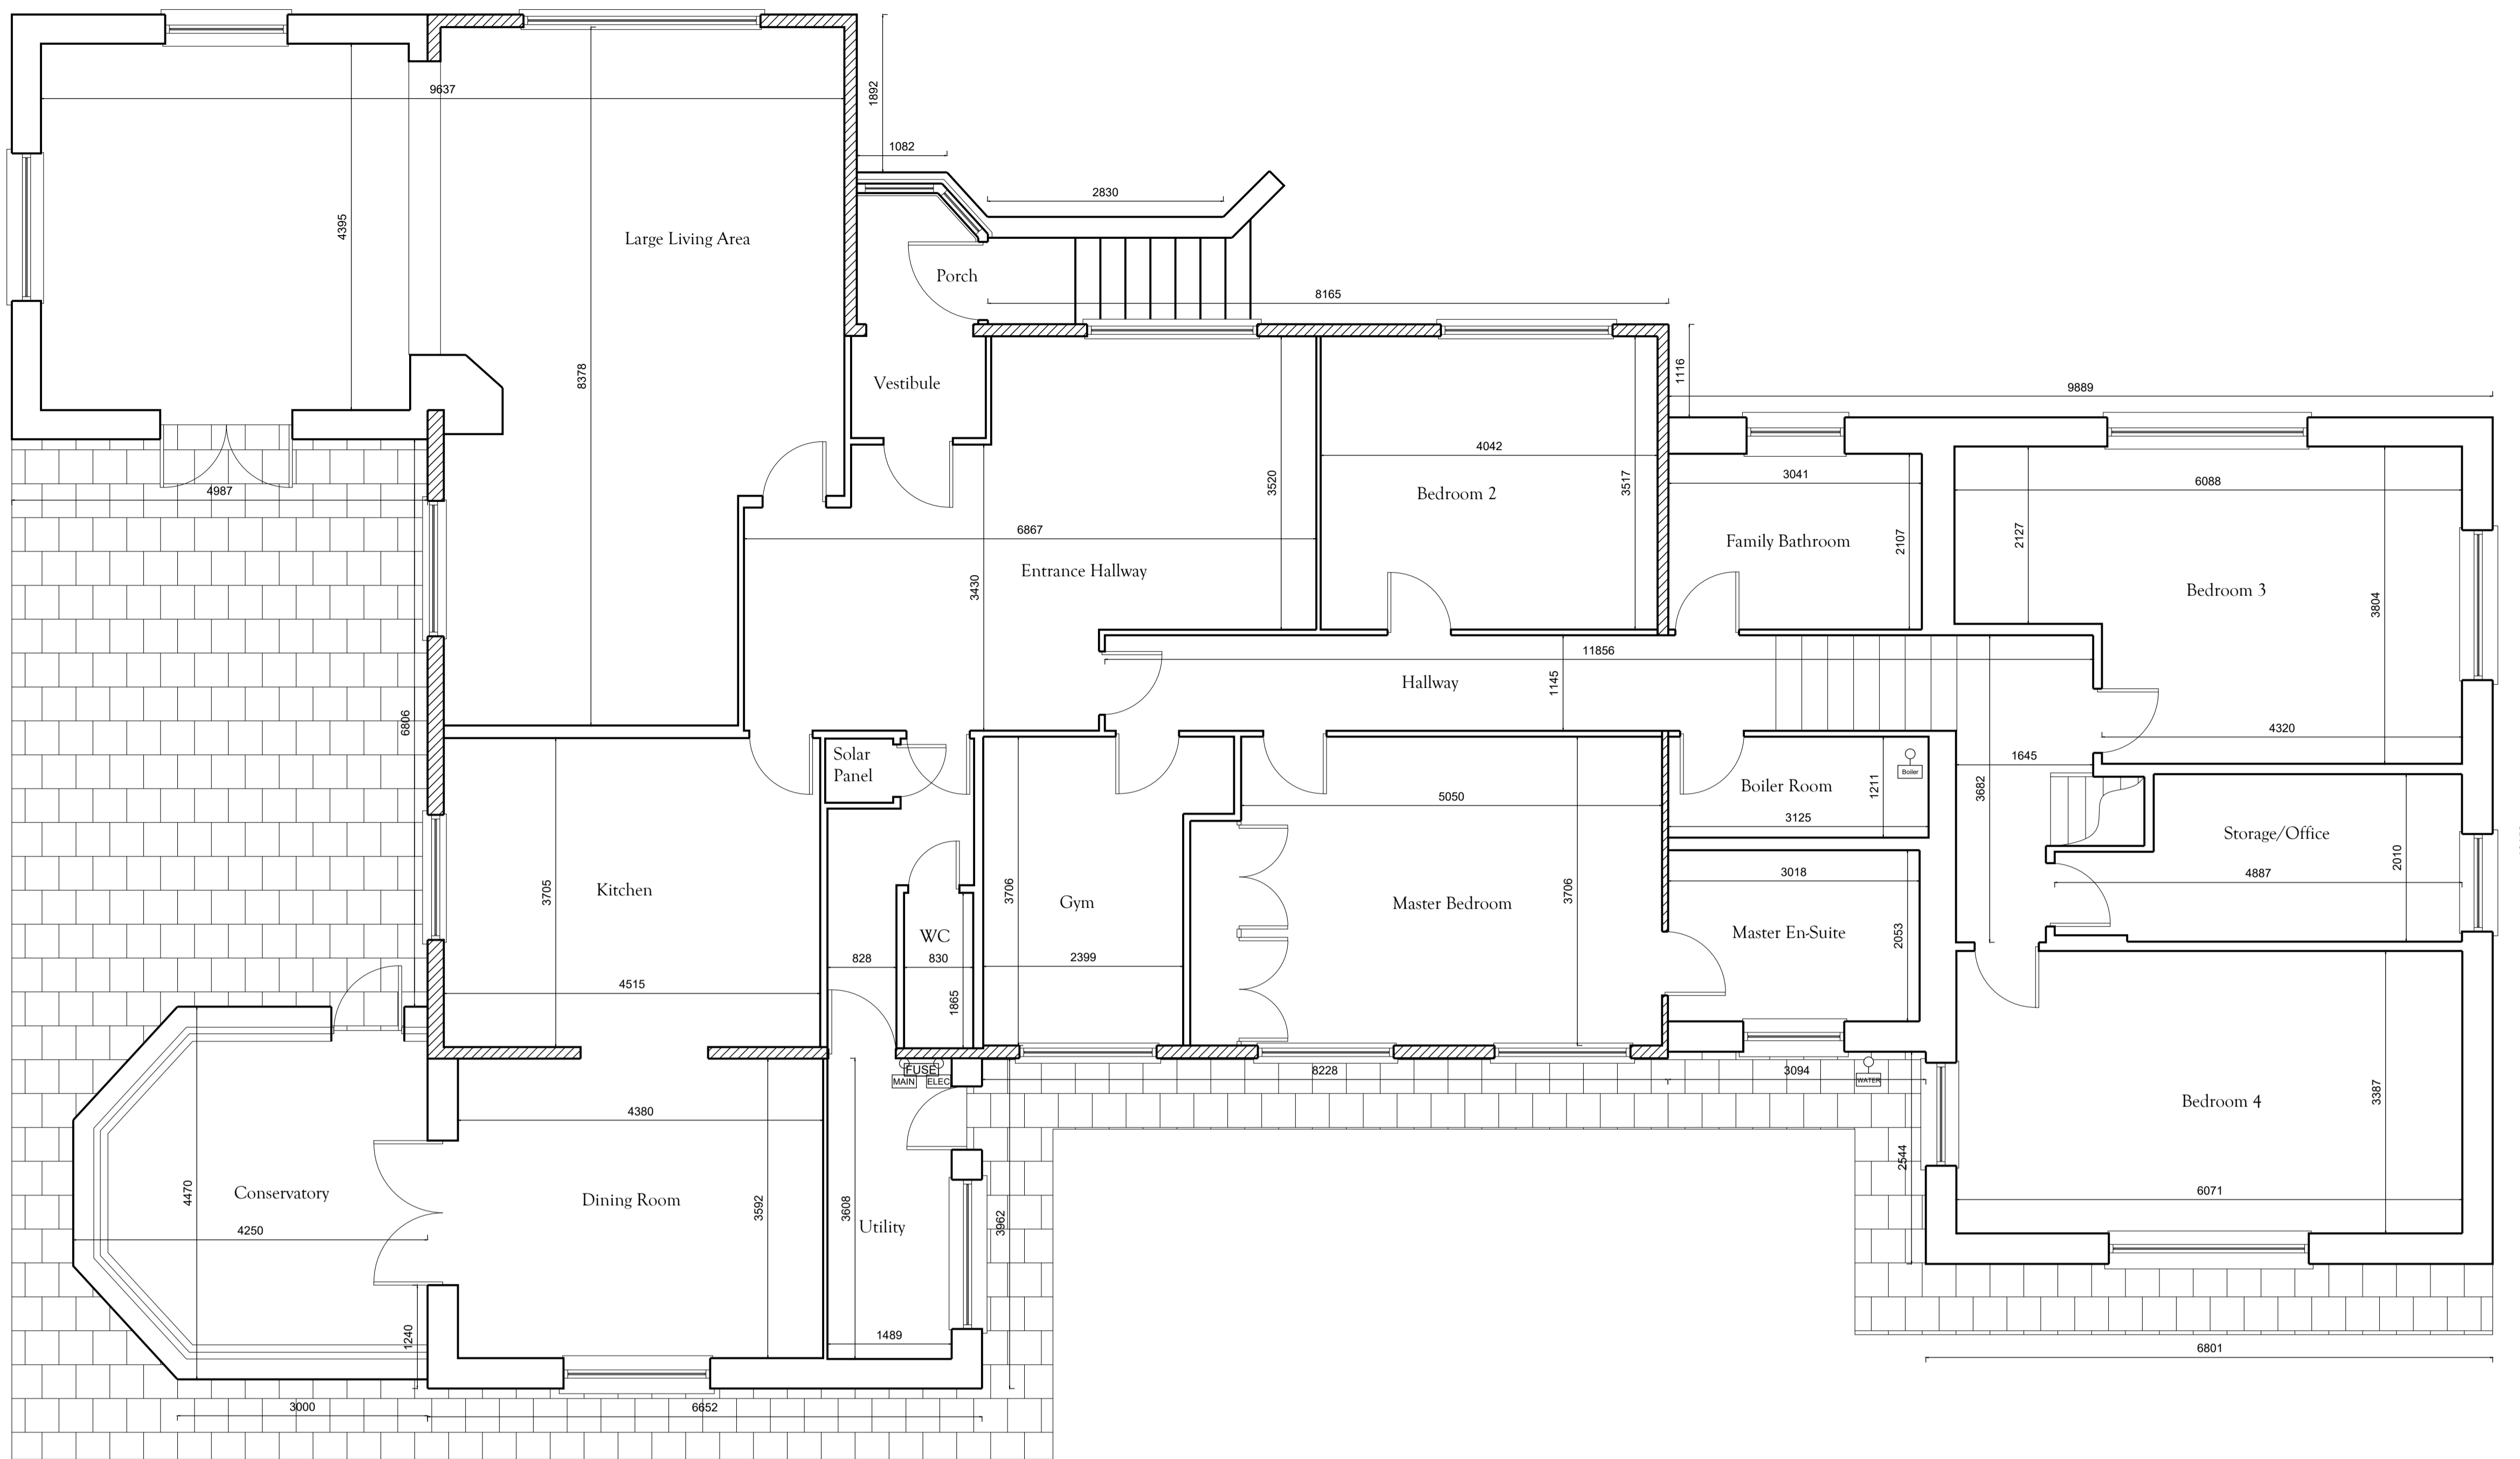 9637
1892
1082
2830
4395
Large Living Area
Porch
8165
8378
Vestibule
1116
9889
4042
3520
3517
Bedroom 2
3041
6088
4987
6867
3430
Entrance Hallway
Family Bathroom
2107
2127
Bedroom 3
3804
11856
Hallway
1145
6806
4320
1645
3682
Solar
Panel
5050
Boiler
Boiler Room
1211
3125
Storage/Office
2010
4887
3705
Kitchen
3706
Gym
Master Bedroom
3706
3018
Master En-Suite
2053
WC
828
830
2399
4515
1865
FUSE
MAIN
ELEC
8228
3094
WATER
4380
Bedroom 4
3387
2544
4470
Conservatory
4250
Dining Room
3592
3608
Utility
3962
6071
1240
1489
6801
3000
6652